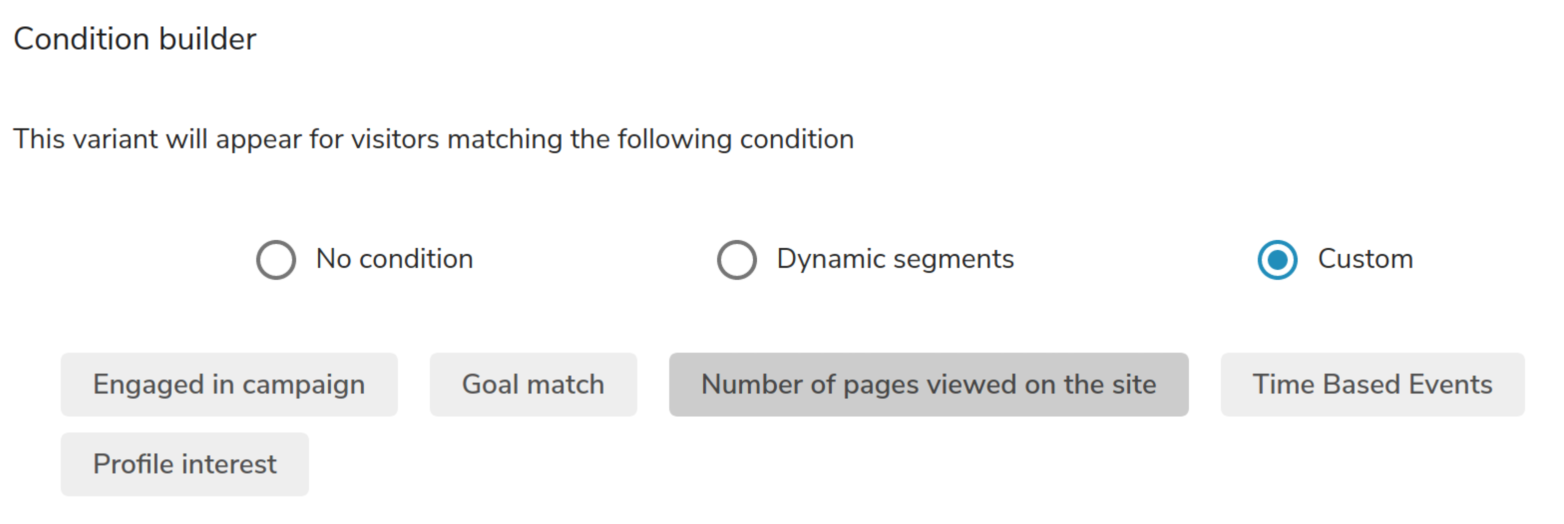 Condition builder
This variant will appear for visitors matching the following condition
No condition Dynamic segments Custom
Engaged in campaign Goal match Number of pages viewed on the site Time Based Events
Profile interest